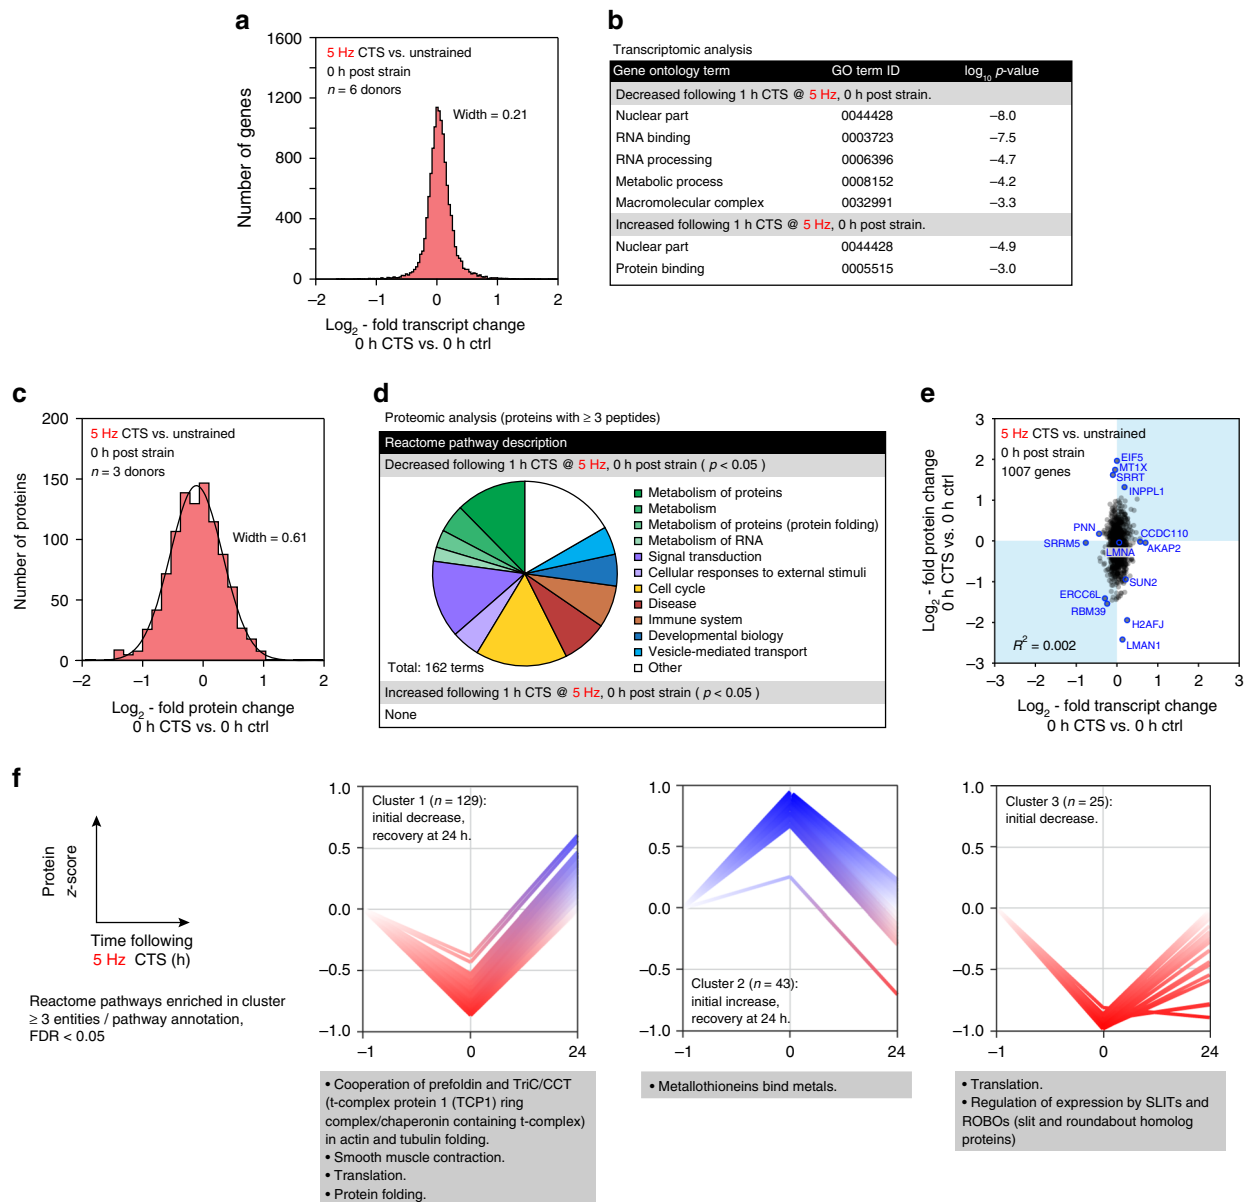 a
1600
1200
800
400
0
Number of genes
5 Hz CTS vs. unstrained
0 h post strain
n = 6 donors
Width = 0.21
−2
−1
0
1
2
Log2 - fold transcript change
0 h CTS vs. 0 h ctrl
b
Transcriptomic analysis
Gene ontology term GO term ID log10 p-value
Decreased following 1 h CTS @ 5 Hz, 0 h post strain.
Nuclear part 0044428 −8.0
RNA binding 0003723 −7.5
RNA processing 0006396 −4.7
Metabolic process 0008152 −4.2
Macromolecular complex 0032991 −3.3
Increased following 1 h CTS @ 5 Hz, 0 h post strain.
Nuclear part 0044428 −4.9
Protein binding 0005515 −3.0
c
200
150
100
50
0
Number of proteins
5 Hz CTS vs. unstrained
0 h post strain
n = 3 donors
Width = 0.61
−2
−1
0
1
2
Log2 - fold protein change
0 h CTS vs. 0 h ctrl
d
Proteomic analysis (proteins with ≥ 3 peptides)
Reactome pathway description
Decreased following 1 h CTS @ 5 Hz, 0 h post strain ( p < 0.05 )
Metabolism of proteins
Metabolism
Metabolism of proteins (protein folding)
Metabolism of RNA
Signal transduction
Cellular responses to external stimuli
Cell cycle
Disease
Immune system
Developmental biology
Vesicle-mediated transport
Other
Total: 162 terms
Increased following 1 h CTS @ 5 Hz, 0 h post strain ( p < 0.05 )
None
e
3
2
1
0
−1
−2
−3
Log2 - fold protein change
0 h CTS vs. 0 h ctrl
5 Hz CTS vs. unstrained
0 h post strain
1007 genes
EIF5
MT1X
SRRT
INPPL1
PNN
CCDC110
SRRM5
LMNA
AKAP2
SUN2
ERCC6L
RBM39
H2AFJ
LMAN1
R2 = 0.002
−3
−2
−1
0
1
2
3
Log2 - fold transcript change
0 h CTS vs. 0 h ctrl
f
Protein
z-score
Time following
5 Hz CTS (h)
Reactome pathways enriched in cluster
≥ 3 entities / pathway annotation,
FDR < 0.05
1.0
0.5
0.0
−0.5
−1.0
Cluster 1 (n = 129):
initial decrease,
recovery at 24 h.
−1
0
24
• Cooperation of prefoldin and TriC/CCT
(t-complex protein 1 (TCP1) ring
complex/chaperonin containing t-complex)
in actin and tubulin folding.
• Smooth muscle contraction.
• Translation.
• Protein folding.
1.0
0.5
0.0
−0.5
−1.0
Cluster 2 (n = 43):
initial increase,
recovery at 24 h.
−1
0
24
• Metallothioneins bind metals.
1.0
0.5
0.0
−0.5
−1.0
Cluster 3 (n = 25):
initial decrease.
−1
0
24
• Translation.
• Regulation of expression by SLITs and
ROBOs (slit and roundabout homolog
proteins)